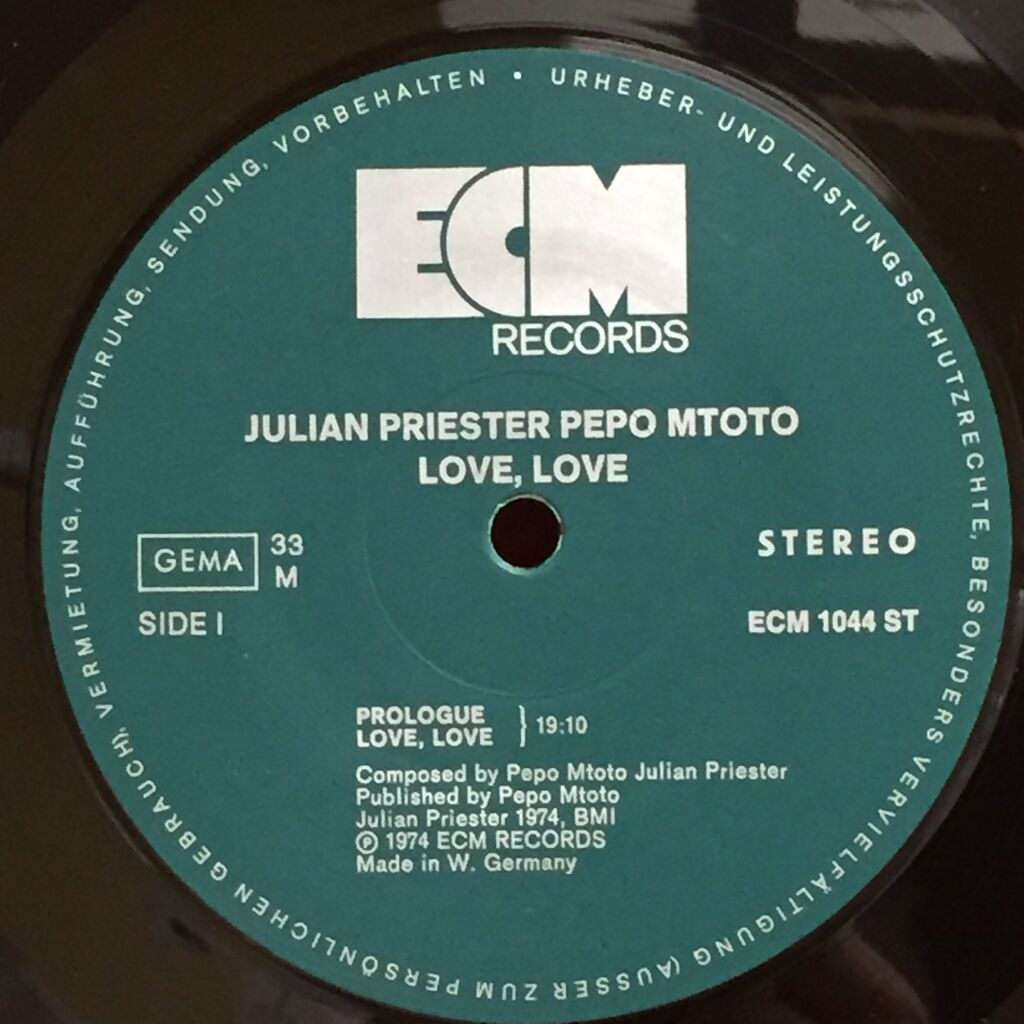 URHEBER- UND LEISTUNGSSCHUTZRECHTE, BESONDERS VERVIELFÄLTIGUNG (AUSSER ZUM PERSÖNLICHEN GEBRAUCH), VERMIETUNG, AUFFÜHRUNG, SENDUNG, VORBEHALTEN •
ECM
RECORDS
JULIAN PRIESTER PEPO MTOTO
LOVE, LOVE
GEMA 33
M
STEREO
SIDE I
ECM 1044 ST
PROLOGUE
LOVE, LOVE } 19:10
Composed by Pepo Mtoto Julian Priester
Published by Pepo Mtoto
Julian Priester 1974, BMI
℗ 1974 ECM RECORDS
Made in W. Germany